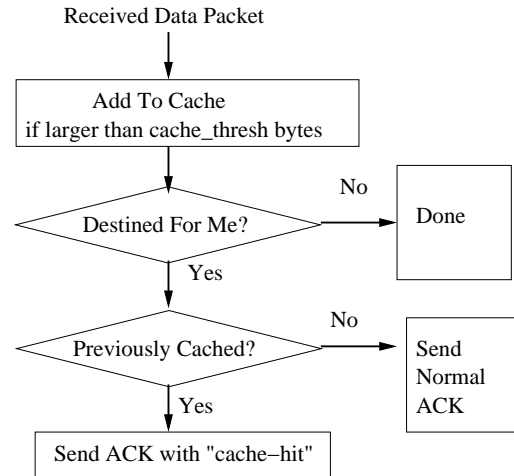 Received Data Packet
Add To Cache
if larger than cache_thresh bytes
No
Destined For Me?
Done
Yes
No
Previously Cached?
Send
Normal
ACK
Yes
Send ACK with "cache−hit"